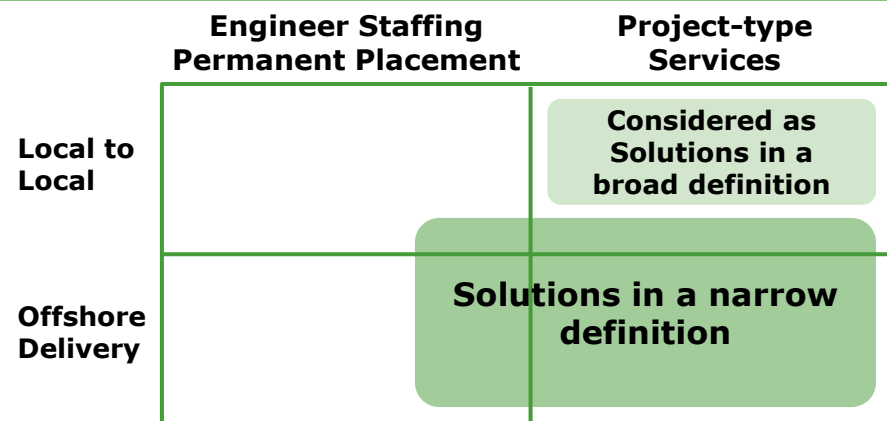 Engineer Staffing
Permanent Placement
Project-type
Services
Local to
Local
Considered as
Solutions in a
broad definition
Offshore
Delivery
Solutions in a narrow
definition